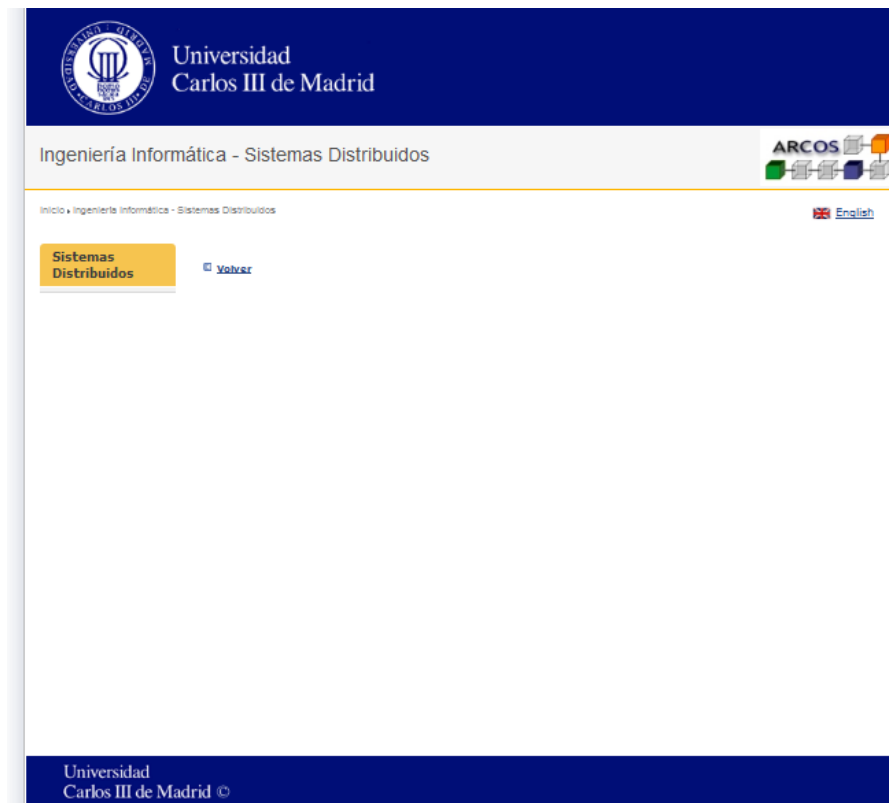 Universidad
Carlos III de Madrid
Ingeniería Informática - Sistemas Distribuidos
ARCOS
Inicio Ingeniería Informática - Sistemas Distribuidos
English
Sistemas
Distribuidos
Volver
Universidad
Carlos III de Madrid ©